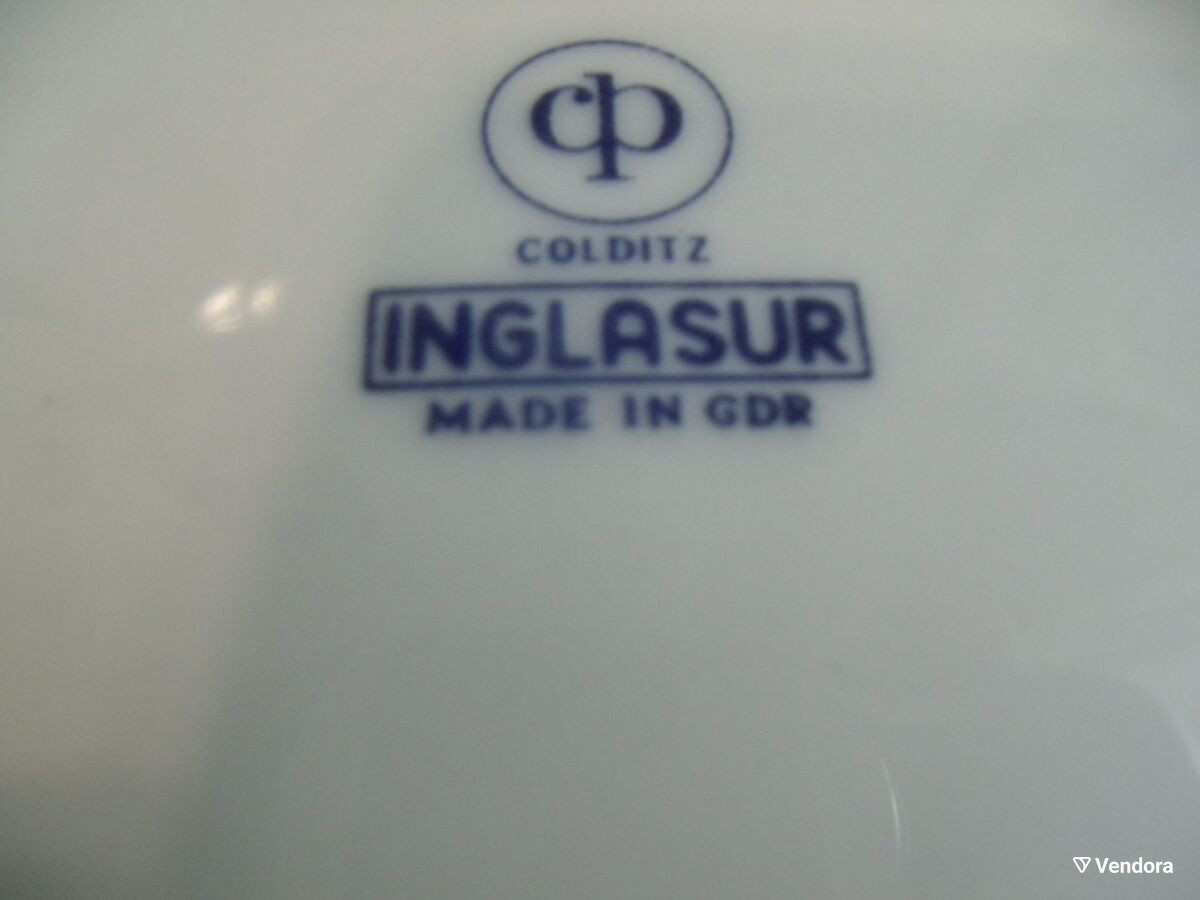 cp
COLDITZ
INGLASUR
MADE IN GDR
Vendora